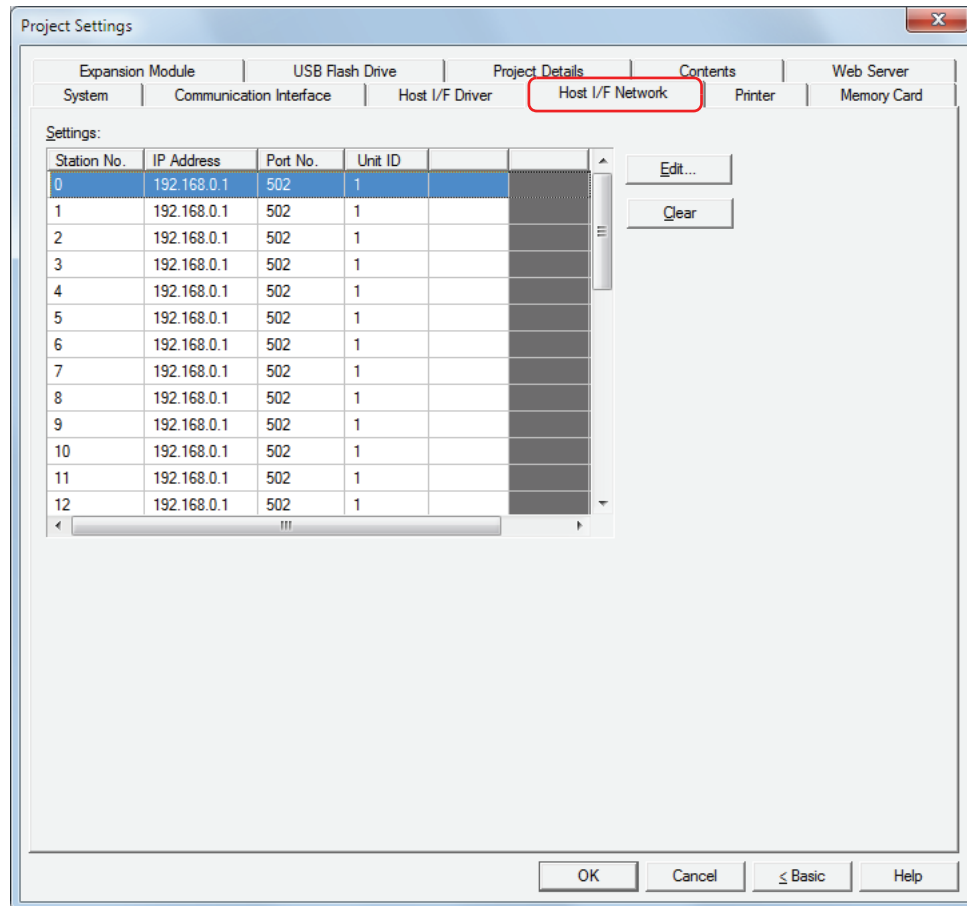 Project Settings
Expansion Module USB Flash Drive Project Details Contents Web Server
System Communication Interface Host I/F Driver Host I/F Network Printer Memory Card
Settings:
Station No. IP Address Port No. Unit ID
0 192.168.0.1 502 1
1 192.168.0.1 502 1
2 192.168.0.1 502 1
3 192.168.0.1 502 1
4 192.168.0.1 502 1
5 192.168.0.1 502 1
6 192.168.0.1 502 1
7 192.168.0.1 502 1
8 192.168.0.1 502 1
9 192.168.0.1 502 1
10 192.168.0.1 502 1
11 192.168.0.1 502 1
12 192.168.0.1 502 1
Edit...
Clear
OK Cancel < Basic Help